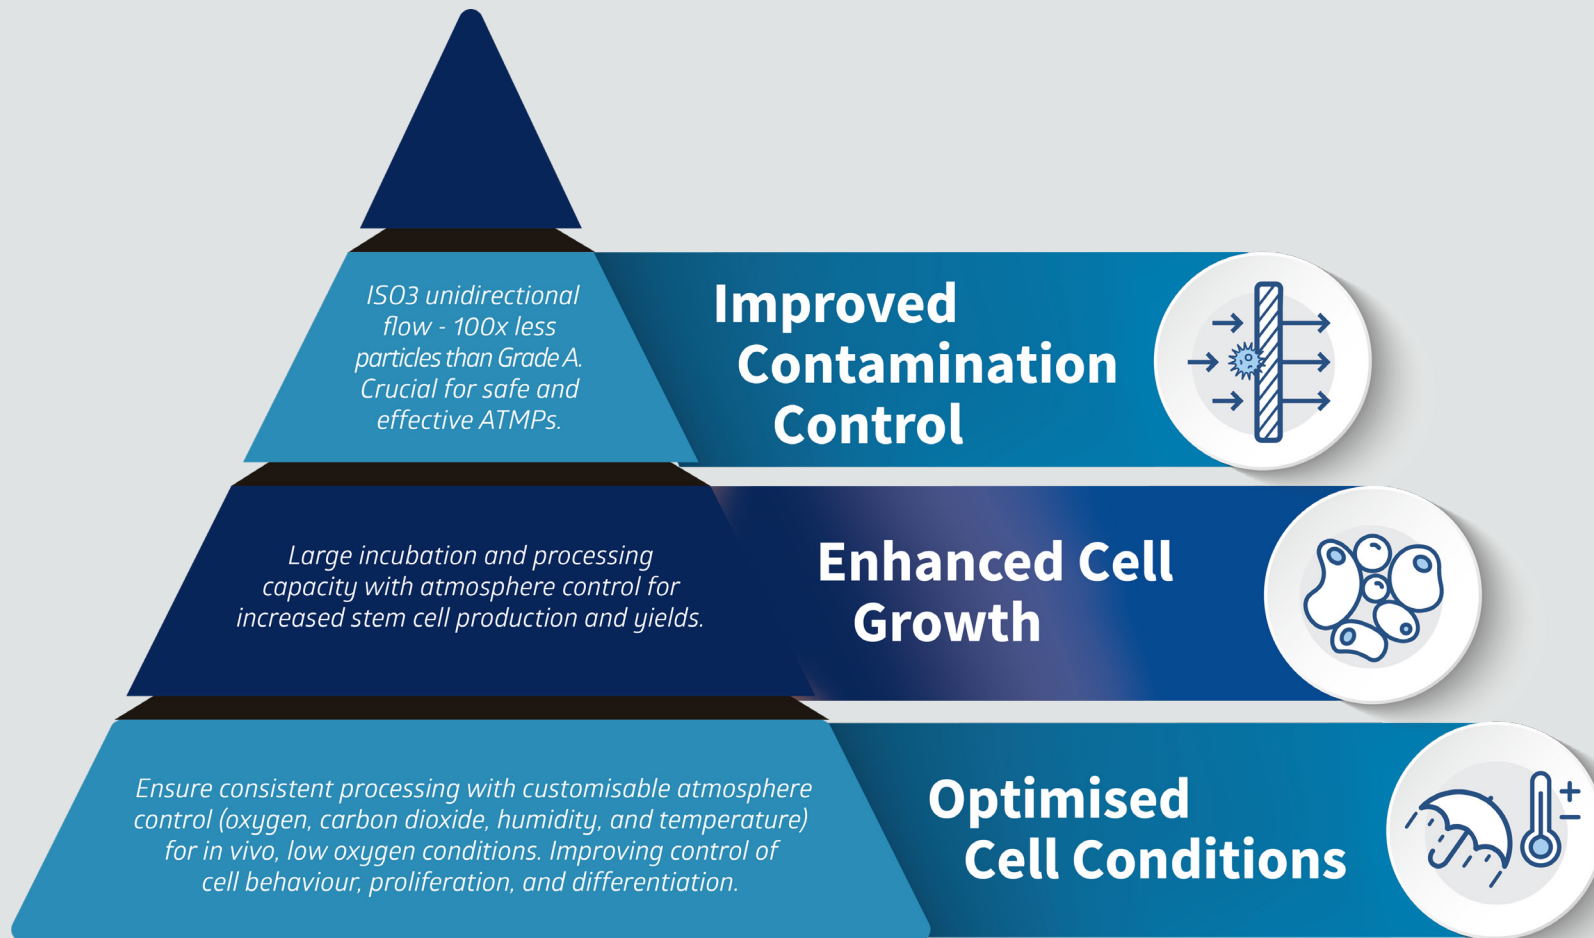 ISO3 unidirectional
flow - 100x less
particles than Grade A.
Crucial for safe and
effective ATMPs.
Improved
Contamination
Control
Large incubation and processing
capacity with atmosphere control for
increased stem cell production and yields.
Enhanced Cell
Growth
Ensure consistent processing with customisable atmosphere
control (oxygen, carbon dioxide, humidity, and temperature)
for in vivo, low oxygen conditions. Improving control of
cell behaviour, proliferation, and differentiation.
Optimised
Cell Conditions